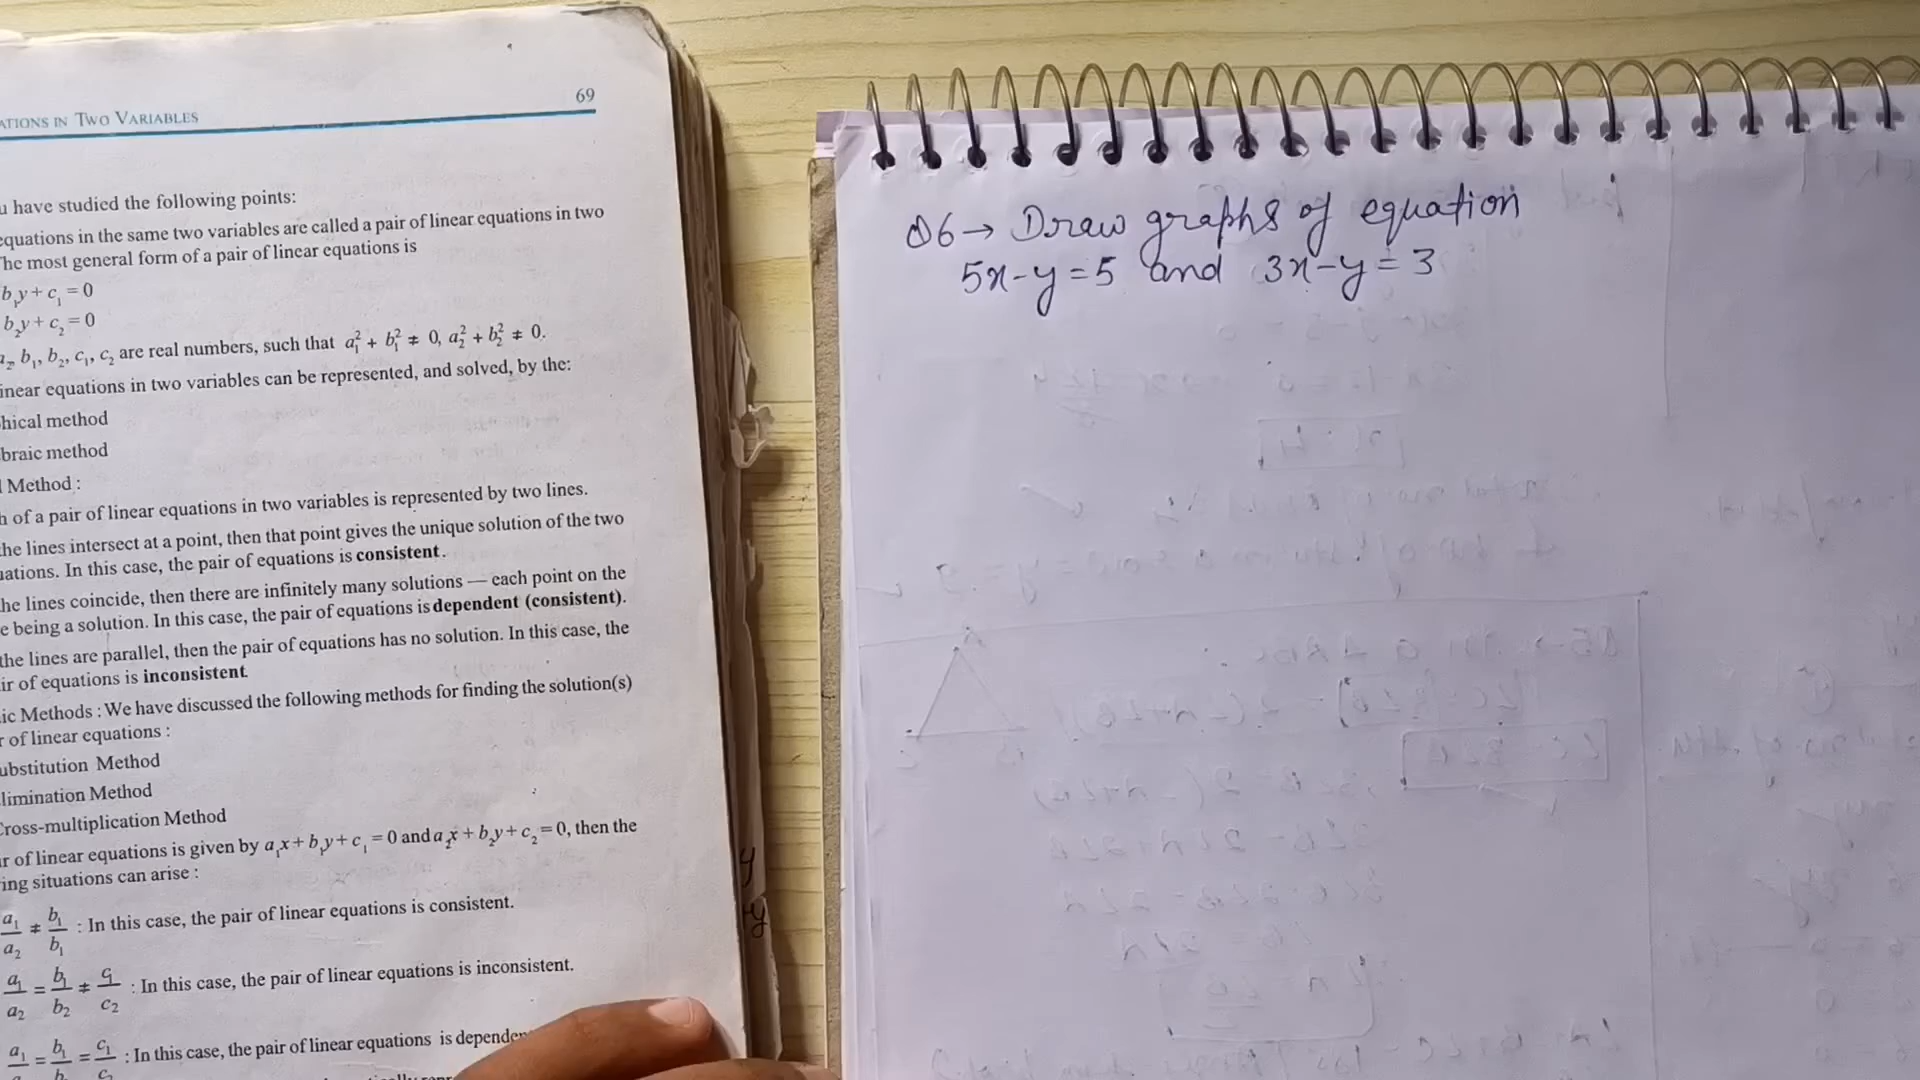 69
ATIONS IN TWO VARIABLES
u have studied the following points:
equations in the same two variables are called a pair of linear equations in two
The most general form of a pair of linear equations is
b₁y + c₁ = 0
b₂y + c₂ = 0
a₂, b₁, b₂, c₁, c₂ are real numbers, such that a₁² + b₁² ≠ 0, a₂² + b₂² ≠ 0.
inear equations in two variables can be represented, and solved, by the:
hical method
braic method
l Method :
h of a pair of linear equations in two variables is represented by two lines.
the lines intersect at a point, then that point gives the unique solution of the two
uations. In this case, the pair of equations is consistent.
the lines coincide, then there are infinitely many solutions — each point on the
e being a solution. In this case, the pair of equations is dependent (consistent).
the lines are parallel, then the pair of equations has no solution. In this case, the
ir of equations is inconsistent.
ic Methods : We have discussed the following methods for finding the solution(s)
r of linear equations :
ubstitution Method
limination Method
Cross-multiplication Method
r of linear equations is given by a₁x + b₁y + c₁ = 0 and a₂x + b₂y + c₂ = 0, then the
ing situations can arise :
a₁/a₂ ≠ b₁/b₁ : In this case, the pair of linear equations is consistent.
a₁/a₂ = b₁/b₂ ≠ c₁/c₂ : In this case, the pair of linear equations is inconsistent.
a₁ = b₁ = c₁ : In this case, the pair of linear equations is depender
Q6→ Draw graphs of equation
5x-y=5 and 3x-y=3